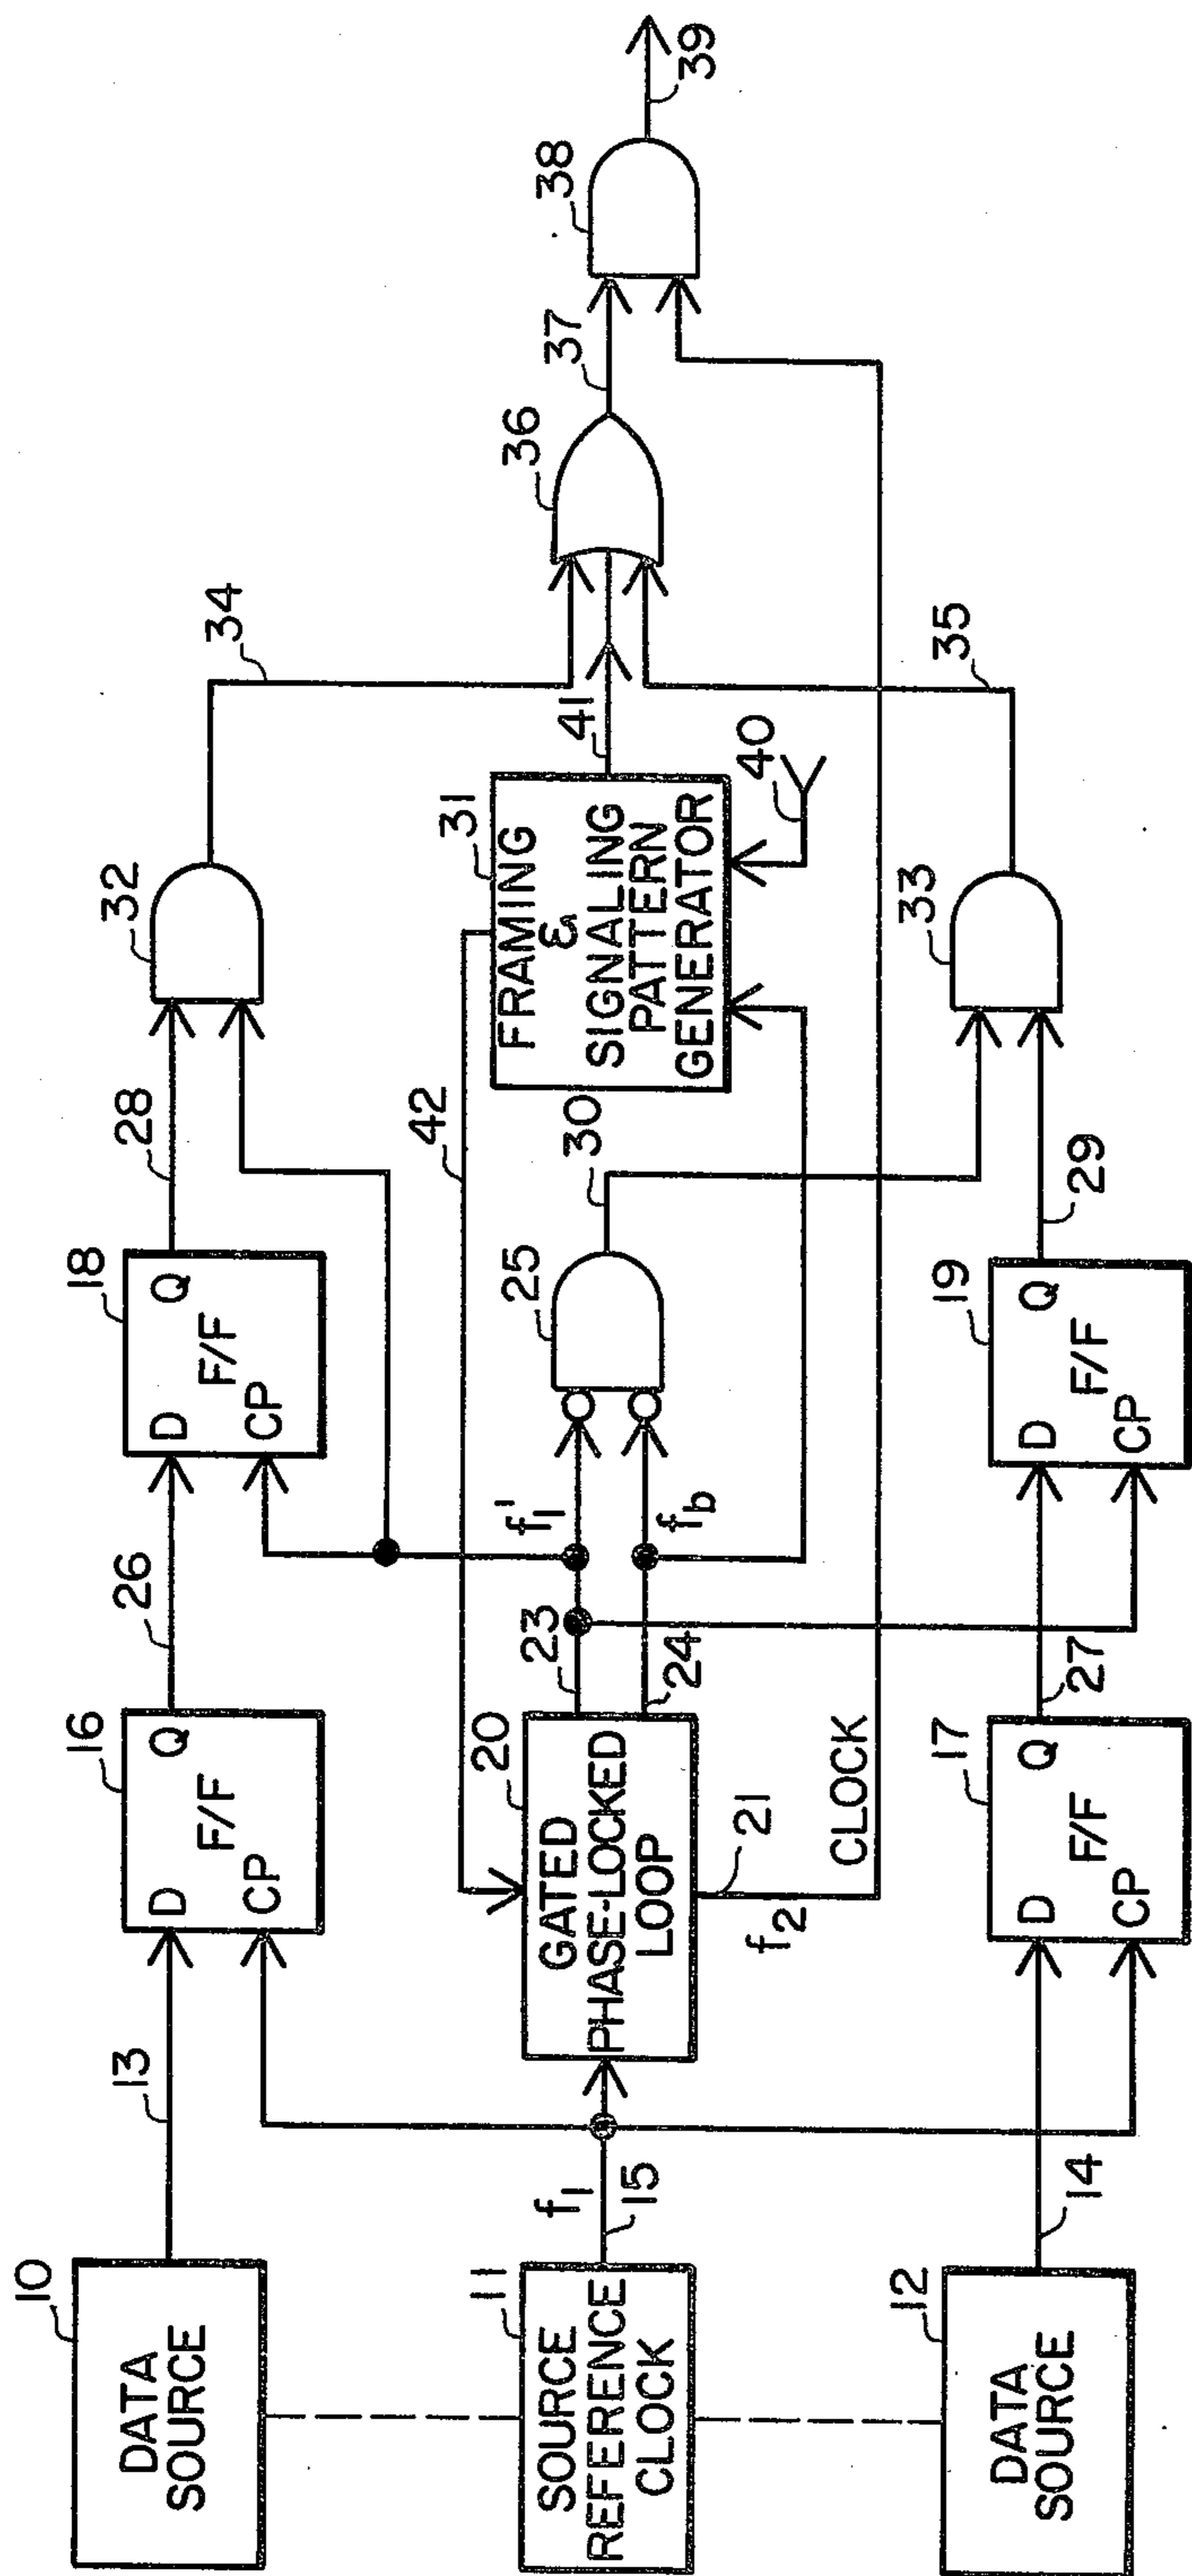 10
DATA
SOURCE
13
16
D
Q
F/F
CP
26
18
D
Q
F/F
CP
28
32
34
11
SOURCE
REFERENCE
CLOCK
f1
15
20
GATED
PHASE-LOCKED
LOOP
23
24
21
f2
CLOCK
f1'
fb
25
30
42
31
FRAMING
&
SIGNALING
PATTERN
GENERATOR
41
40
36
37
38
39
12
DATA
SOURCE
14
17
D
Q
F/F
CP
27
19
D
Q
F/F
CP
29
33
35